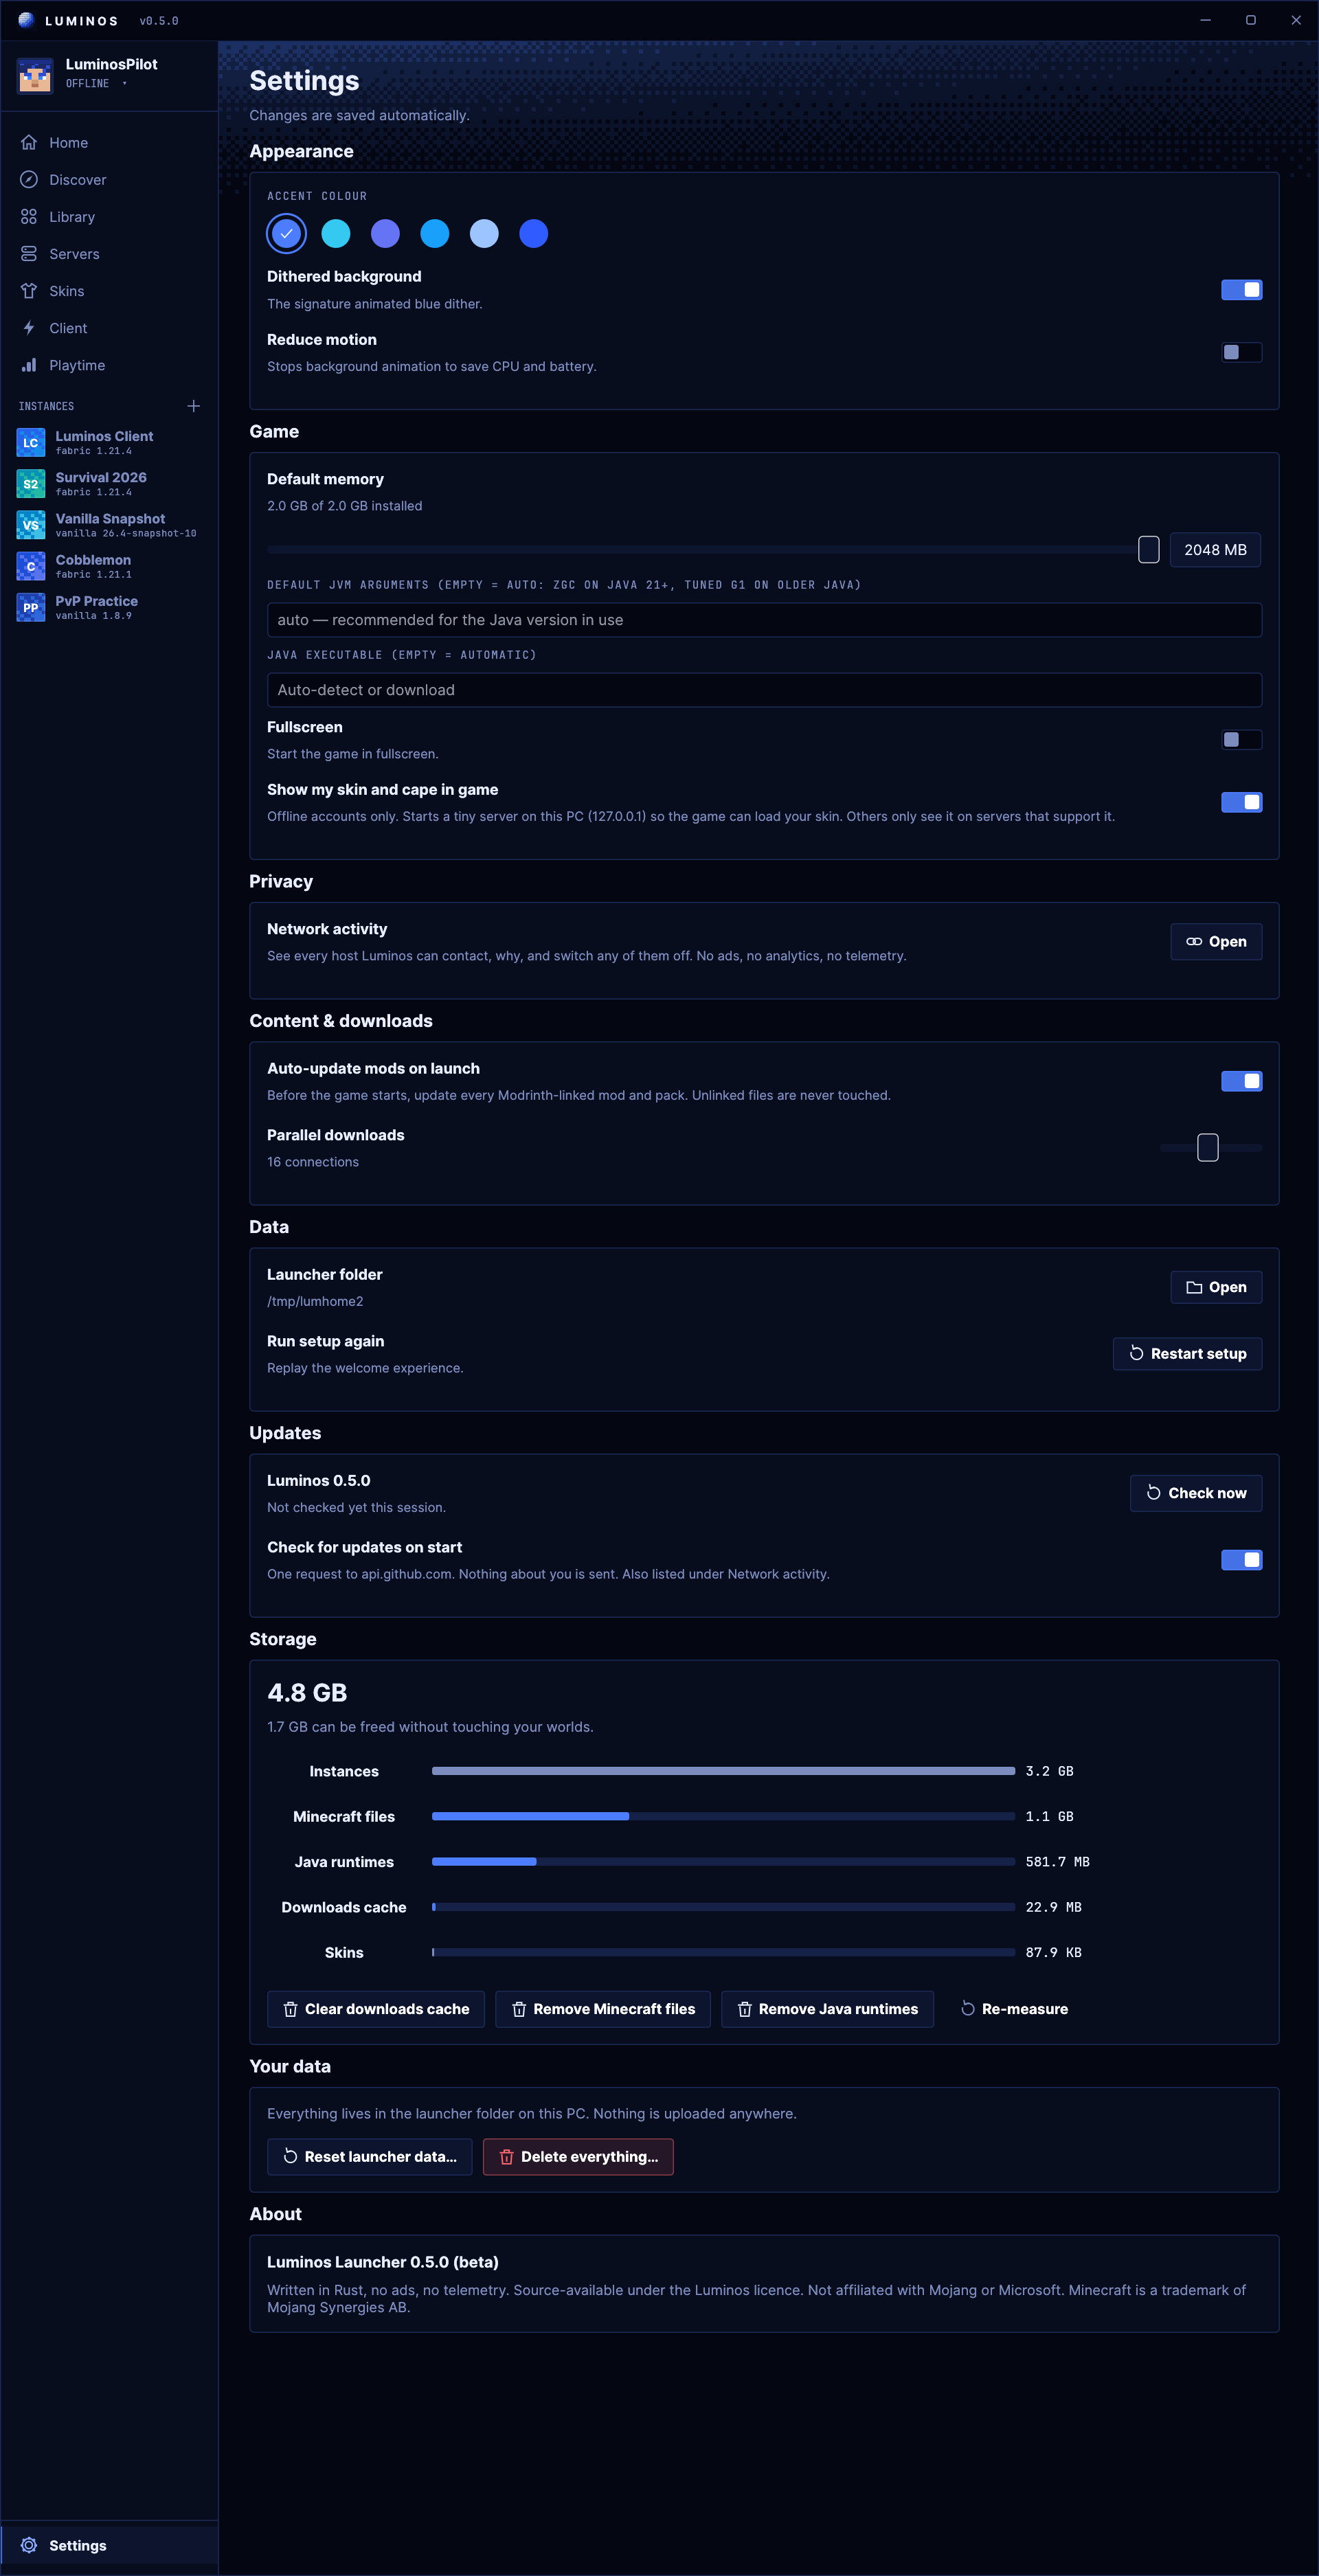 LUMINOS v0.5.0
LuminosPilot
OFFLINE
Home
Discover
Library
Servers
Skins
Client
Playtime
INSTANCES
LC Luminos Client
fabric 1.21.4
S2 Survival 2026
fabric 1.21.4
VS Vanilla Snapshot
vanilla 26.4-snapshot-10
C Cobblemon
fabric 1.21.1
PP PvP Practice
vanilla 1.8.9
Settings
Settings
Changes are saved automatically.
Appearance
ACCENT COLOUR
Dithered background
The signature animated blue dither.
Reduce motion
Stops background animation to save CPU and battery.
Game
Default memory
2.0 GB of 2.0 GB installed
2048 MB
DEFAULT JVM ARGUMENTS (EMPTY = AUTO: ZGC ON JAVA 21+, TUNED G1 ON OLDER JAVA)
auto — recommended for the Java version in use
JAVA EXECUTABLE (EMPTY = AUTOMATIC)
Auto-detect or download
Fullscreen
Start the game in fullscreen.
Show my skin and cape in game
Offline accounts only. Starts a tiny server on this PC (127.0.0.1) so the game can load your skin. Others only see it on servers that support it.
Privacy
Network activity
See every host Luminos can contact, why, and switch any of them off. No ads, no analytics, no telemetry.
Open
Content & downloads
Auto-update mods on launch
Before the game starts, update every Modrinth-linked mod and pack. Unlinked files are never touched.
Parallel downloads
16 connections
Data
Launcher folder
/tmp/lumhome2
Open
Run setup again
Replay the welcome experience.
Restart setup
Updates
Luminos 0.5.0
Not checked yet this session.
Check now
Check for updates on start
One request to api.github.com. Nothing about you is sent. Also listed under Network activity.
Storage
4.8 GB
1.7 GB can be freed without touching your worlds.
Instances 3.2 GB
Minecraft files 1.1 GB
Java runtimes 581.7 MB
Downloads cache 22.9 MB
Skins 87.9 KB
Clear downloads cache Remove Minecraft files Remove Java runtimes Re-measure
Your data
Everything lives in the launcher folder on this PC. Nothing is uploaded anywhere.
Reset launcher data… Delete everything…
About
Luminos Launcher 0.5.0 (beta)
Written in Rust, no ads, no telemetry. Source-available under the Luminos licence. Not affiliated with Mojang or Microsoft. Minecraft is a trademark of
Mojang Synergies AB.